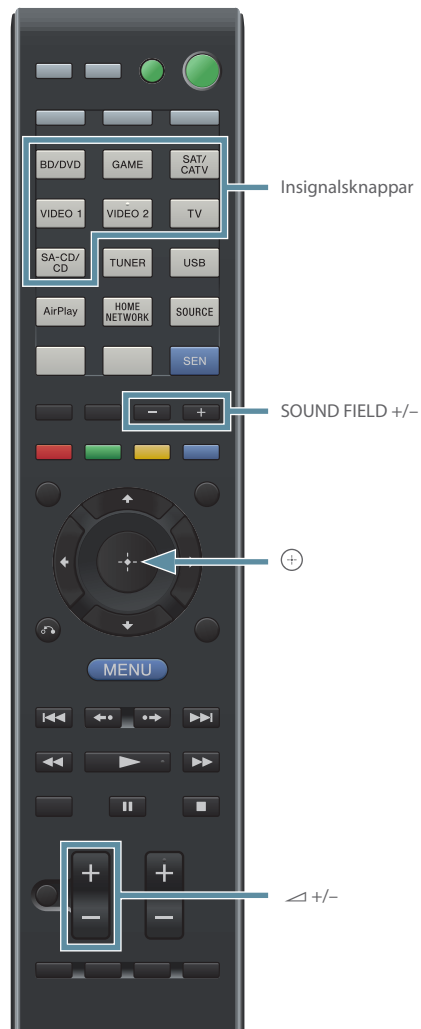 BD/DVD GAME SAT/
CATV
Insignalsknappar
VIDEO 1 VIDEO 2 TV
SA-CD/
CD
TUNER USB
AirPlay HOME
NETWORK
SOURCE
SEN
− +
SOUND FIELD +/–
MENU
+ +
− −
+/–